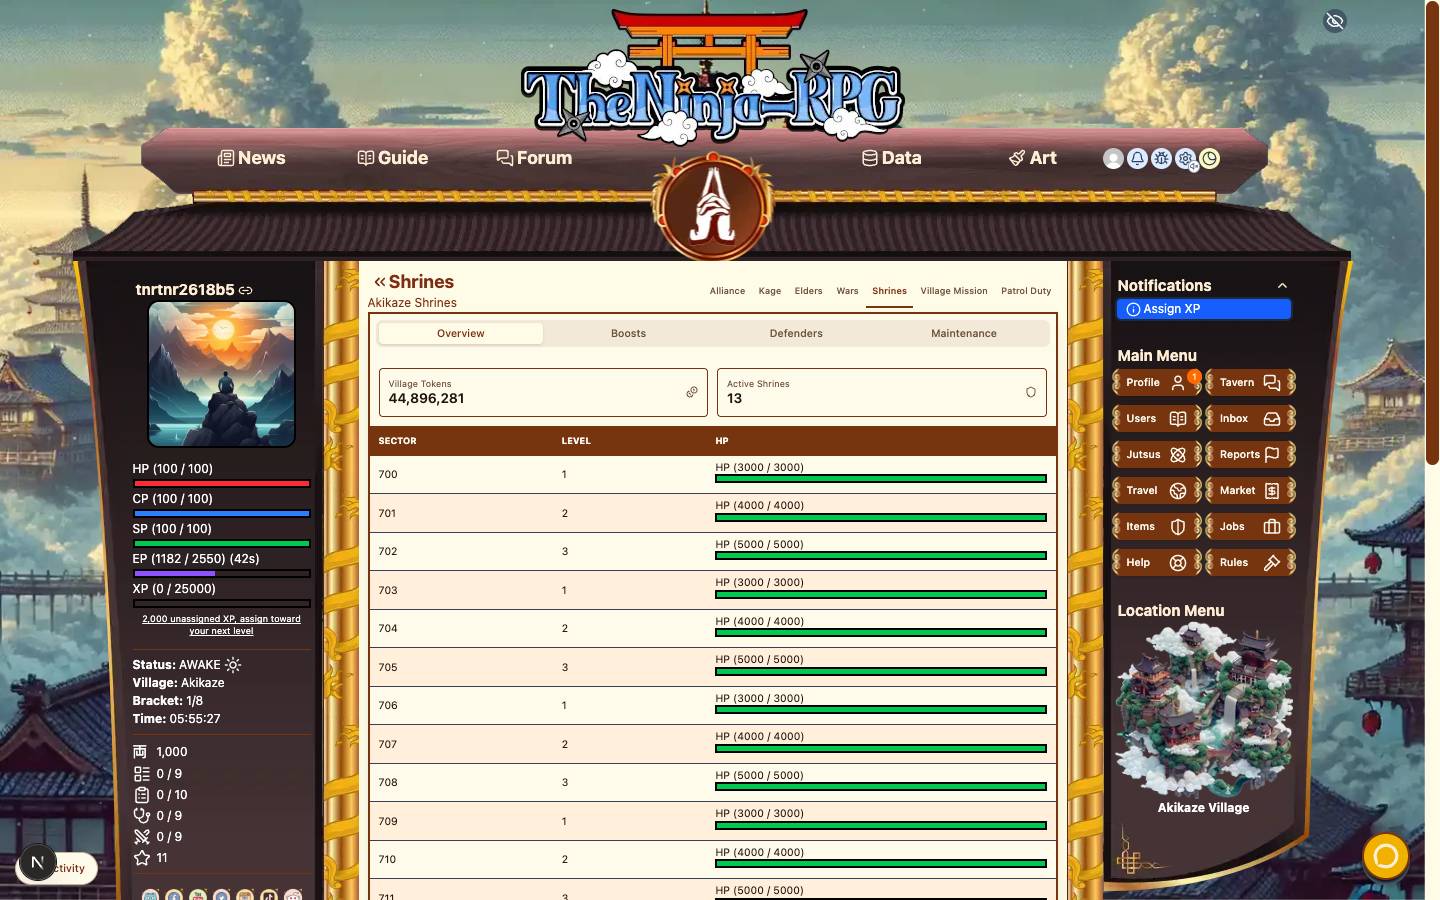 TheNinja-RPG
News
Guide
Forum
Data
Art
tnrtnr2618b5
HP (100 / 100)
CP (100 / 100)
SP (100 / 100)
EP (1182 / 2550) (42s)
XP (0 / 25000)
2,000 unassigned XP, assign toward
your next level
Status: AWAKE
Village: Akikaze
Bracket: 1/8
Time: 05:55:27
両 1,000
0 / 9
0 / 10
0 / 9
0 / 9
11
N
ctivity
Shrines
Akikaze Shrines
Alliance
Kage
Elders
Wars
Shrines
Village Mission
Patrol Duty
Overview
Boosts
Defenders
Maintenance
Village Tokens
44,896,281
Active Shrines
13
SECTOR LEVEL HP
700 1 HP (3000 / 3000)
701 2 HP (4000 / 4000)
702 3 HP (5000 / 5000)
703 1 HP (3000 / 3000)
704 2 HP (4000 / 4000)
705 3 HP (5000 / 5000)
706 1 HP (3000 / 3000)
707 2 HP (4000 / 4000)
708 3 HP (5000 / 5000)
709 1 HP (3000 / 3000)
710 2 HP (4000 / 4000)
711 3 HP (5000 / 5000)
Notifications
Assign XP
Main Menu
Profile 1
Tavern
Users
Inbox
Jutsus
Reports
Travel
Market
Items
Jobs
Help
Rules
Location Menu
Akikaze Village